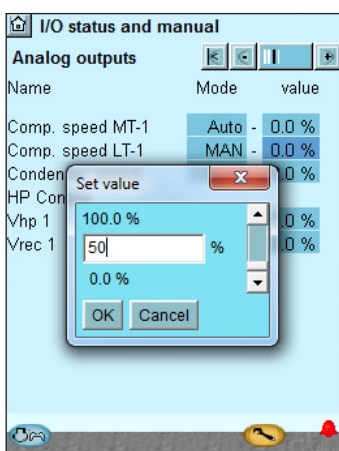 I/O status and manual
Analog outputs
Name Mode value
Comp. speed MT-1 Auto - 0.0 %
Comp. speed LT-1 MAN - 0.0 %
.0 %
HP Con
Vhp 1 .0 %
Vrec 1 .0 %
Set value
100.0 %
50 %
0.0 %
OK Cancel